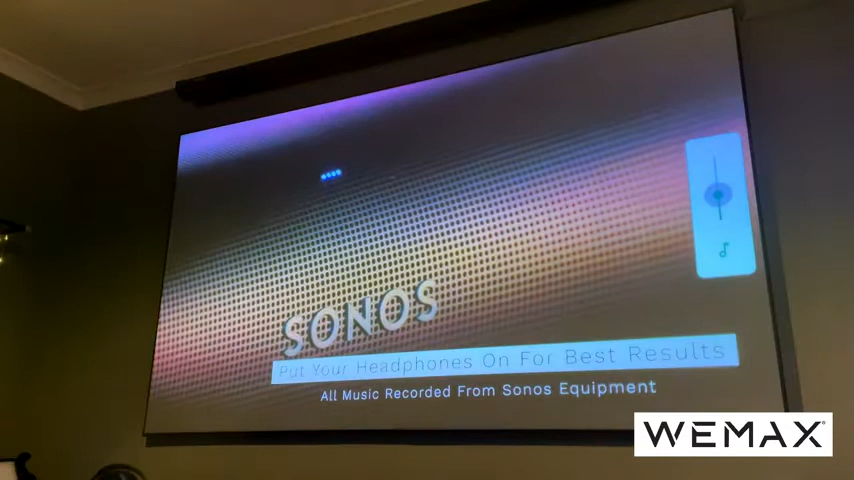 SONOS
Put Your Headphones On For Best Results
All Music Recorded From Sonos Equipment
WEMAX